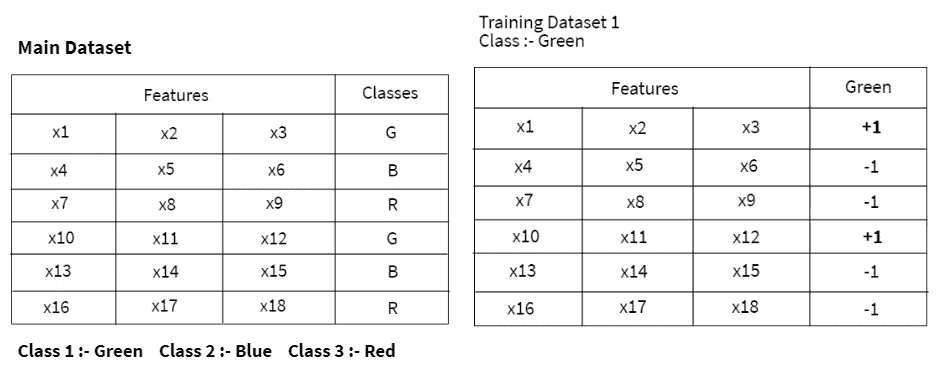 Main Dataset
Features Classes
x1 x2 x3 G
x4 x5 x6 B
x7 x8 x9 R
x10 x11 x12 G
x13 x14 x15 B
x16 x17 x18 R
Class 1 :- Green Class 2 :- Blue Class 3 :- Red
Training Dataset 1
Class :- Green
Features Green
x1 x2 x3 +1
x4 x5 x6 -1
x7 x8 x9 -1
x10 x11 x12 +1
x13 x14 x15 -1
x16 x17 x18 -1